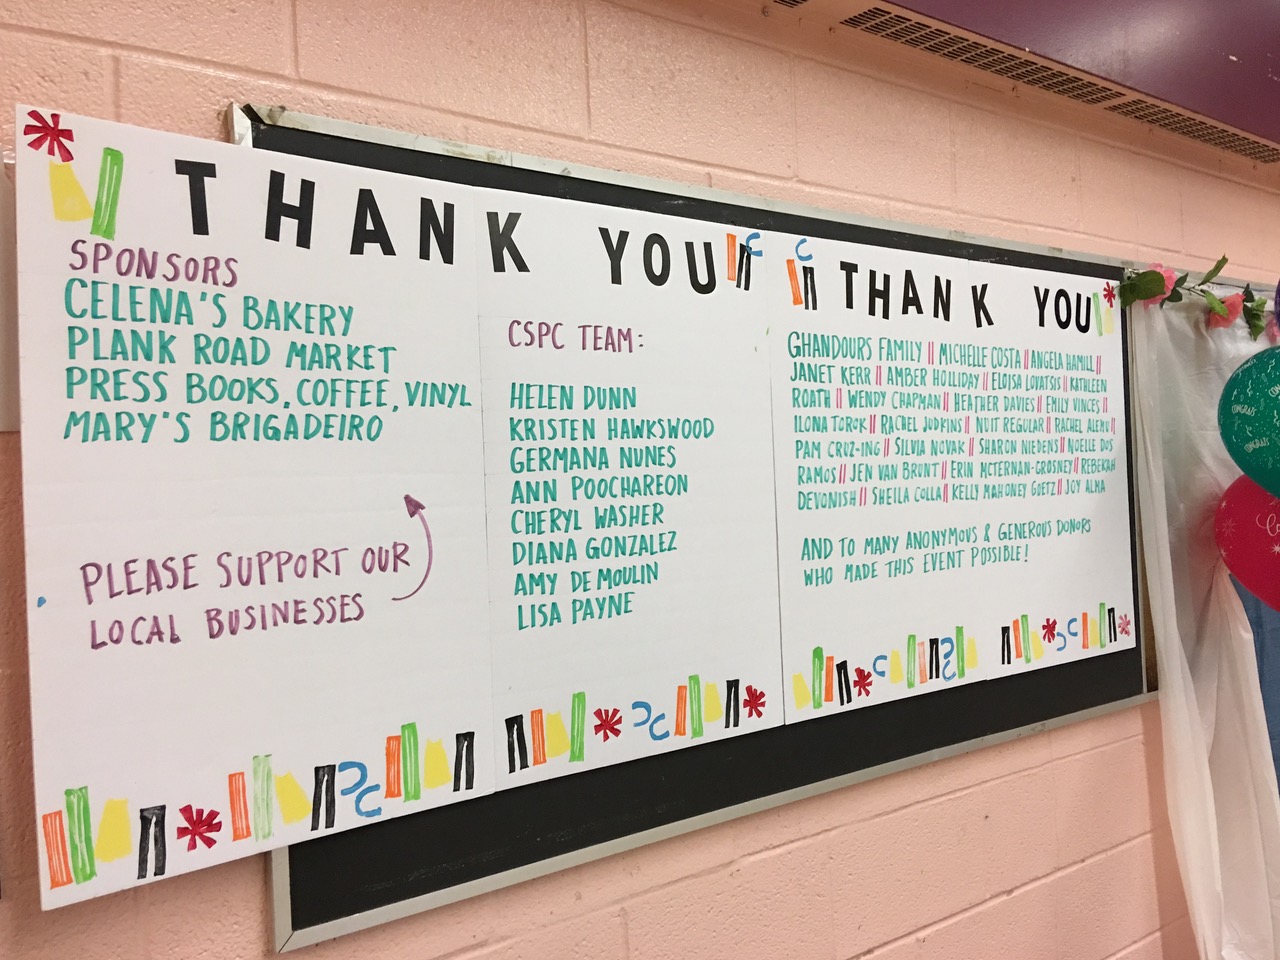 THANK YOU
SPONSORS
CELENA'S BAKERY
PLANK ROAD MARKET
PRESS BOOKS, COFFEE, VINYL
MARY'S BRIGADEIRO
PLEASE SUPPORT OUR
LOCAL BUSINESSES
CSPC TEAM:
HELEN DUNN
KRISTEN HAWKSWOOD
GERMANA NUNES
ANN POOCHAREON
CHERYL WASHER
DIANA GONZALEZ
AMY DE MOULIN
LISA PAYNE
THANK YOU
GHANDOURS FAMILY || MICHELLE COSTA || ANGELA HAMILL ||
JANET KERR || AMBER HOLLIDAY || ELOISA LOVATSIS || KATHLEEN
ROATH || WENDY CHAPMAN || HEATHER DAVIES || EMILY VINCES ||
ILONA TOROK || RACHEL JUDKINS || NUIT REGULAR || RACHEL ALEMU ||
PAM CRUZ-ING || SILVIA NOVAK || SHARON NIEDENS || NOELLE DOS
RAMOS || JEN VAN BRUNT || ERIN MCTERNAN-GROSNEY || REBEKAH
DEVONISH || SHEILA COLLA || KELLY MAHONEY GOETZ || JOY ALMA
AND TO MANY ANONYMOUS & GENEROUS DONORS
WHO MADE THIS EVENT POSSIBLE!
CONGRATS